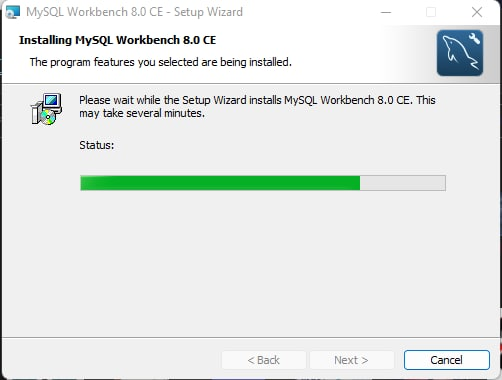 MySQL Workbench 8.0 CE - Setup Wizard
Installing MySQL Workbench 8.0 CE
The program features you selected are being installed.
Please wait while the Setup Wizard installs MySQL Workbench 8.0 CE. This
may take several minutes.
Status:
< Back
Next >
Cancel